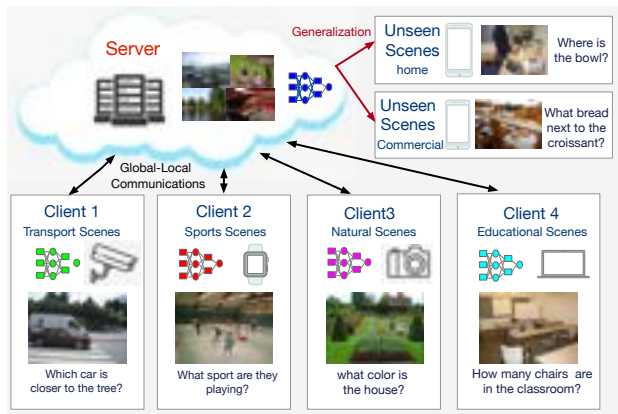 Server
Generalization
Unseen
Scenes
home
Where is
the bowl?
Unseen
Scenes
Commercial
What bread
next to the
croissant?
Global-Local
Communications
Client 1
Transport Scenes
Which car is
closer to the tree?
Client 2
Sports Scenes
What sport are they
playing?
Client3
Natural Scenes
what color is
the house?
Client 4
Educational Scenes
How many chairs are
in the classroom?